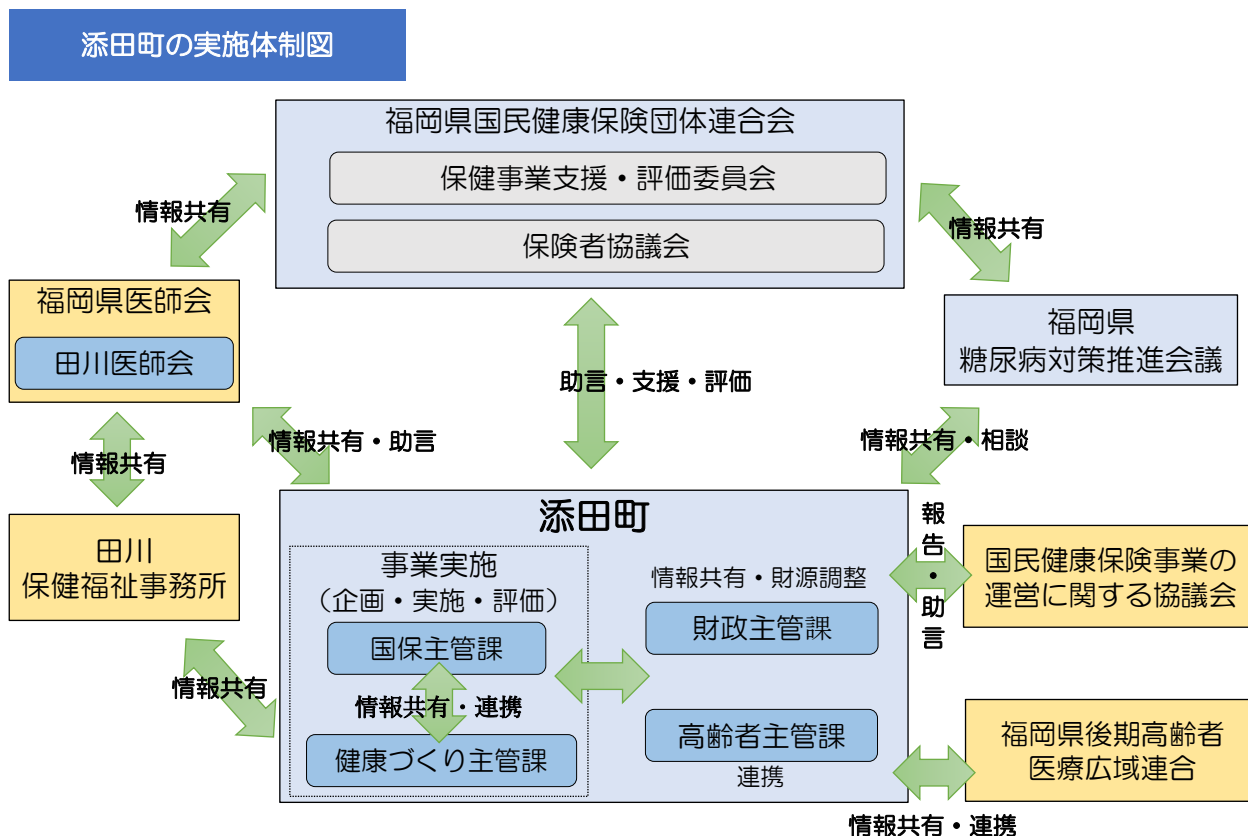 添田町の実施体制図
福岡県国民健康保険団体連合会
保健事業支援・評価委員会
保険者協議会
情報共有
情報共有
福岡県医師会
田川医師会
福岡県
糖尿病対策推進会議
助言・支援・評価
情報共有・助言
情報共有・相談
情報共有
田川
保健福祉事務所
添田町
事業実施
（企画・実施・評価）
国保主管課
情報共有・連携
健康づくり主管課
情報共有・財源調整
財政主管課
高齢者主管課
連携
報告・助言
国民健康保険事業の
運営に関する協議会
情報共有
福岡県後期高齢者
医療広域連合
情報共有・連携